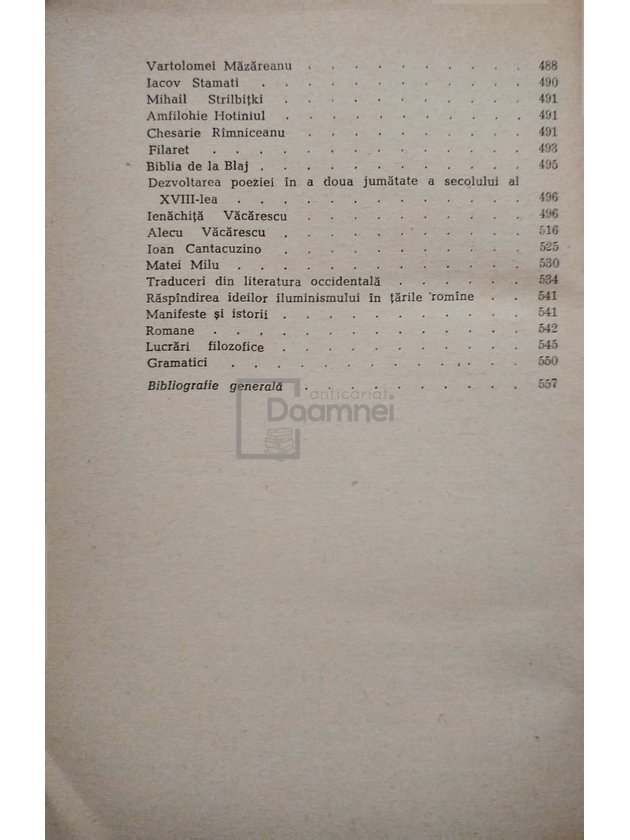 Vartolomei Măzăreanu . . . . . . . . . . 488
Iacov Stamati . . . . . . . . . . . . 490
Mihail Strilbițki . . . . . . . . . . . 491
Amfilohie Hotiniul . . . . . . . . . . . 491
Chesarie Rîmniceanu . . . . . . . . . . 491
Filaret . . . . . . . . . . . . . . 493
Biblia de la Blaj . . . . . . . . . . . . 495
Dezvoltarea poeziei în a doua jumătate a secolului al
XVIII-lea . . . . . . . . . . . . . 496
Ienăchiță Văcărescu . . . . . . . . . . 496
Alecu Văcărescu . . . . . . . . . . . 516
Ioan Cantacuzino . . . . . . . . . . . 525
Matei Milu . . . . . . . . . . . . . 530
Traduceri din literatura occidentală . . . . . . 534
Răspîndirea ideilor iluminismului în țările romîne . . 541
Manifeste și istorii . . . . . . . . . . . 541
Romane . . . . . . . . . . . . . . 542
Lucrări filozofice . . . . . . . . . . . 545
Gramatici . . . . . . . . . . . . . 550
Bibliografie generală . . . . . . . . . . 557
anticariat
Doamnei